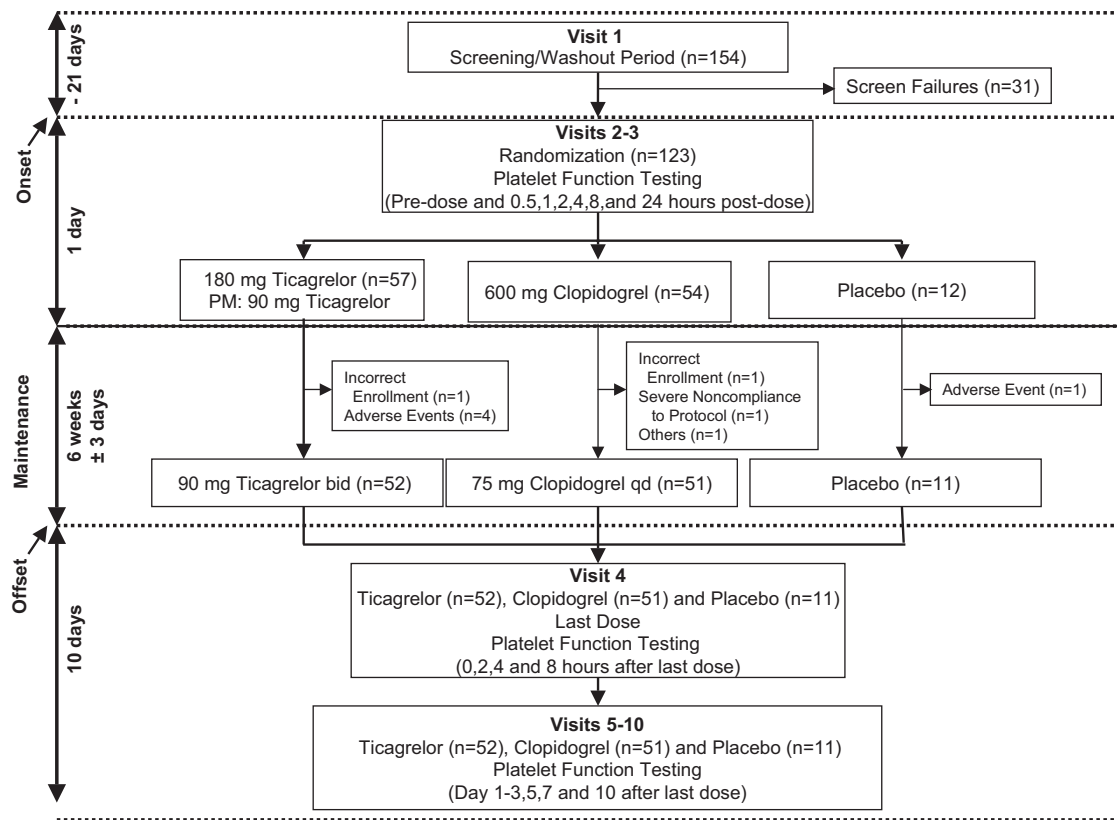 - 21 days
Visit 1
Screening/Washout Period (n=154)
Screen Failures (n=31)
Onset
1 day
Visits 2-3
Randomization (n=123)
Platelet Function Testing
(Pre-dose and 0.5,1,2,4,8,and 24 hours post-dose)
180 mg Ticagrelor (n=57)
PM: 90 mg Ticagrelor
600 mg Clopidogrel (n=54)
Placebo (n=12)
Maintenance
6 weeks
± 3 days
Incorrect
Enrollment (n=1)
Adverse Events (n=4)
Incorrect
Enrollment (n=1)
Severe Noncompliance
to Protocol (n=1)
Others (n=1)
Adverse Event (n=1)
90 mg Ticagrelor bid (n=52)
75 mg Clopidogrel qd (n=51)
Placebo (n=11)
Offset
10 days
Visit 4
Ticagrelor (n=52), Clopidogrel (n=51) and Placebo (n=11)
Last Dose
Platelet Function Testing
(0,2,4 and 8 hours after last dose)
Visits 5-10
Ticagrelor (n=52), Clopidogrel (n=51) and Placebo (n=11)
Platelet Function Testing
(Day 1-3,5,7 and 10 after last dose)